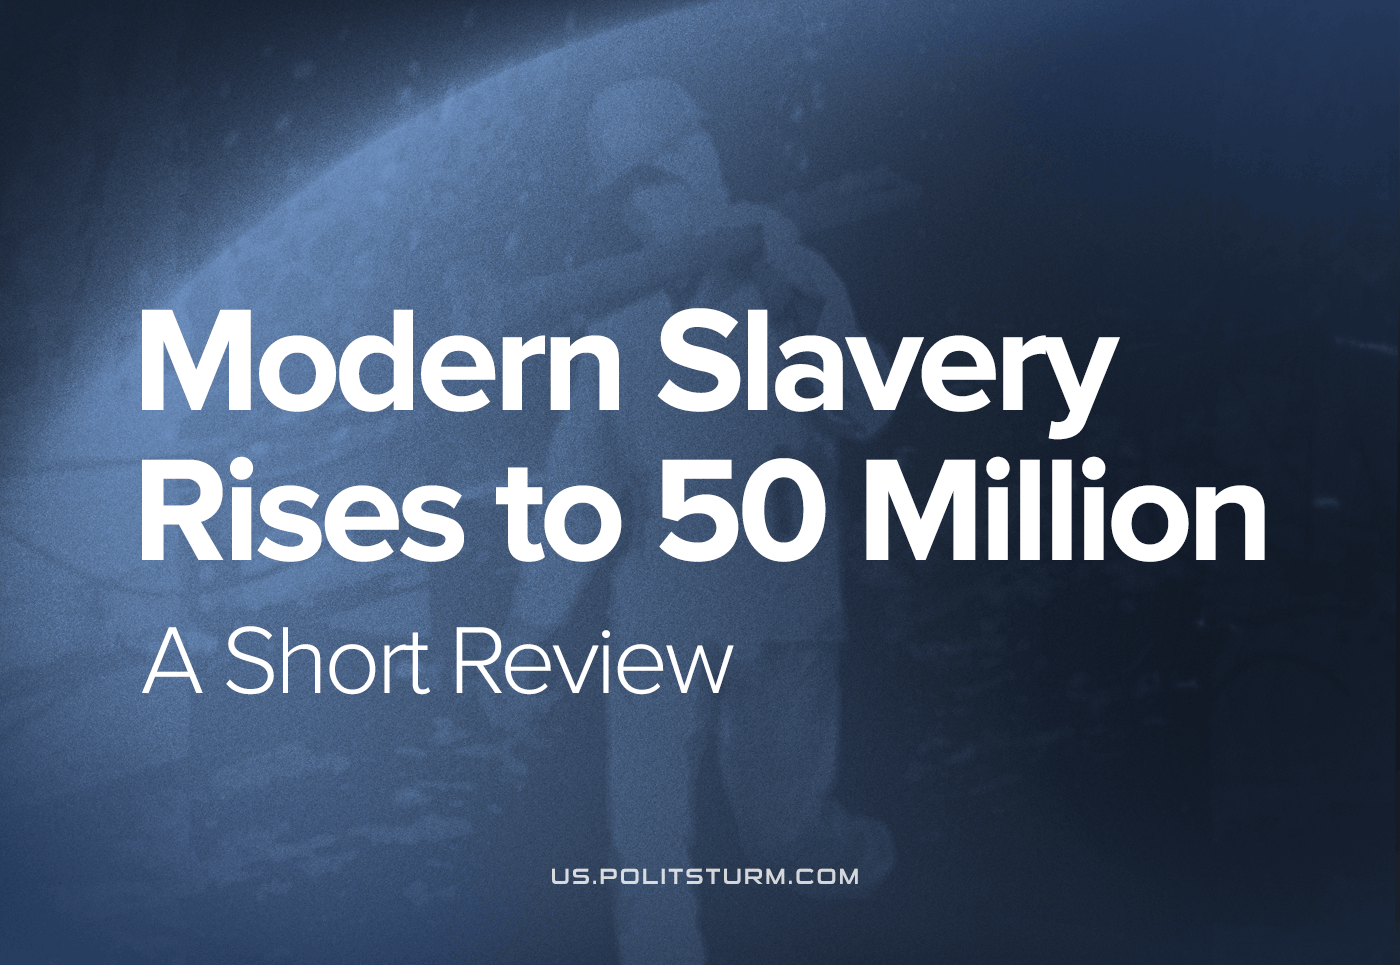 Modern Slavery
Rises to 50 Million
A Short Review
US.POLITSTURM.COM